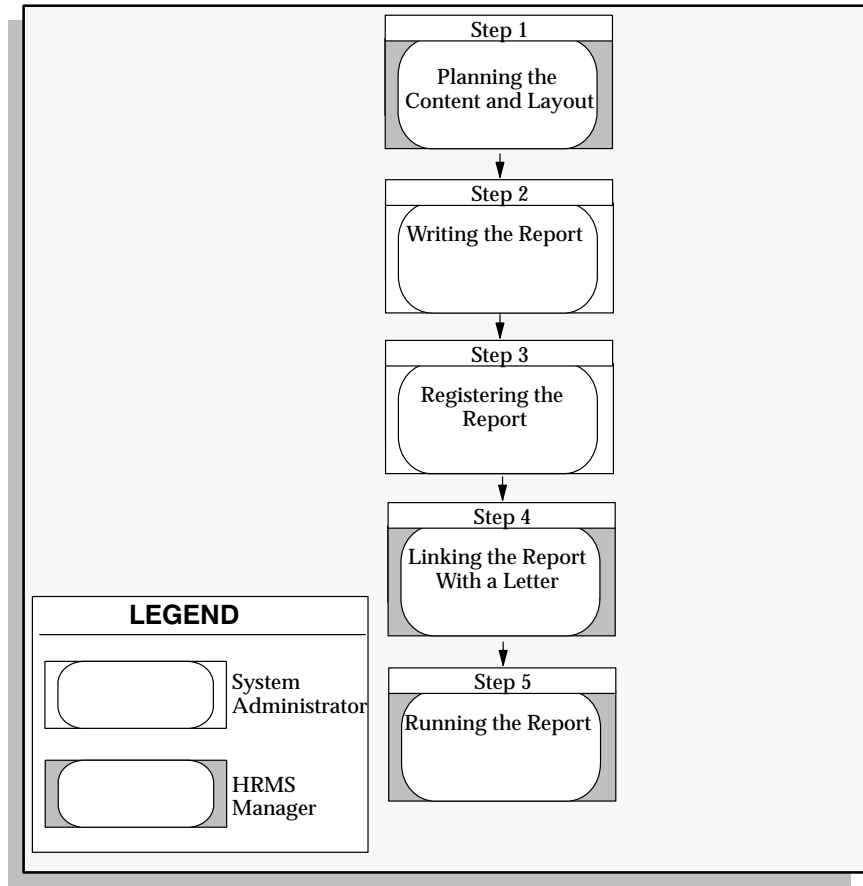 Step 1
Planning the
Content and Layout
Step 2
Writing the Report
Step 3
Registering the
Report
Step 4
Linking the Report
With a Letter
Step 5
Running the Report
LEGEND
System
Administrator
HRMS
Manager